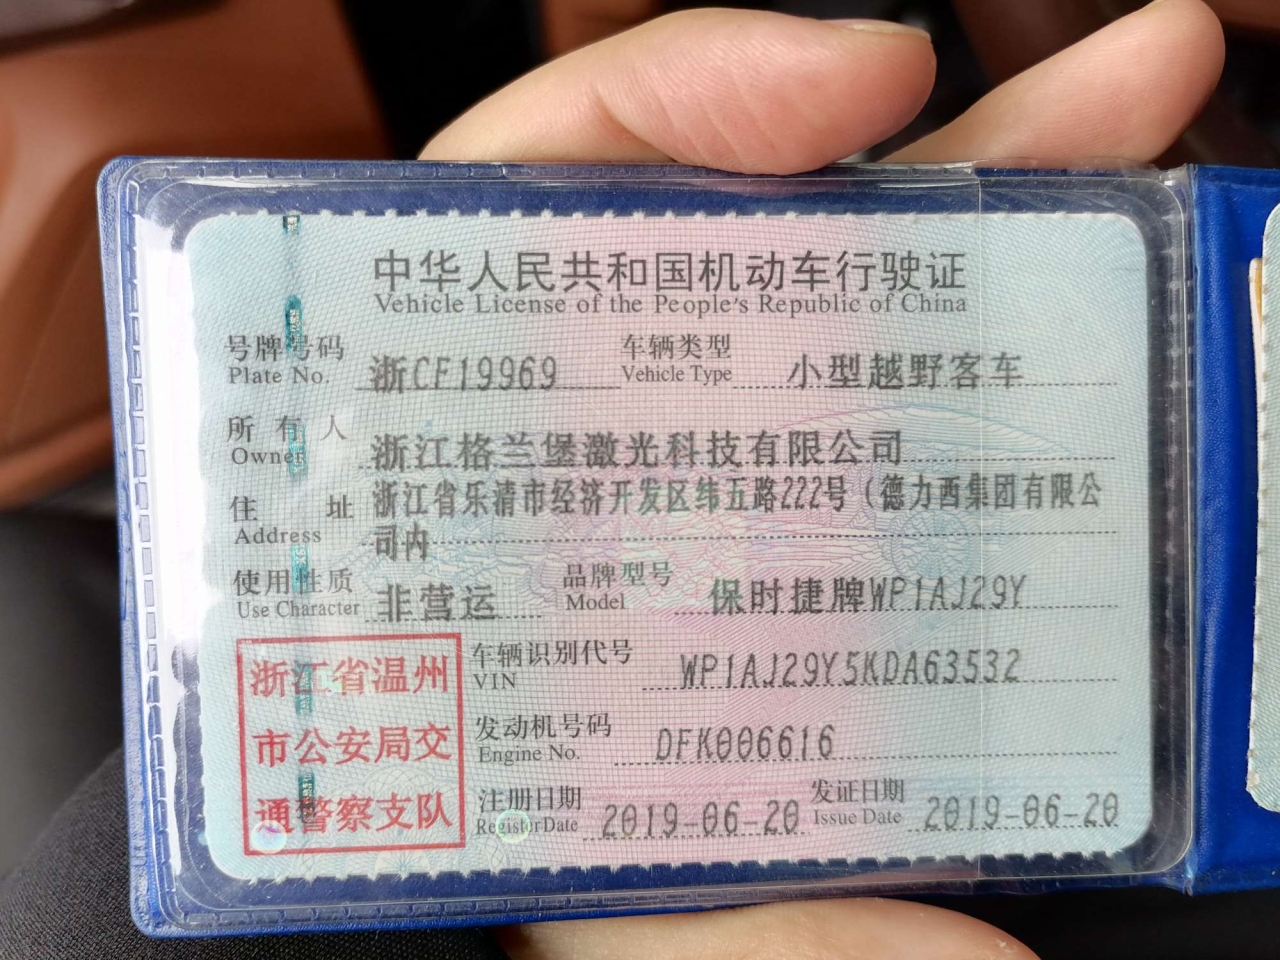 中华人民共和国机动车行驶证
Vehicle License of the People's Republic of China
号牌号码 浙CF19969 车辆类型 小型越野客车
Plate No. Vehicle Type
所有人 浙江格兰堡激光科技有限公司
Owner
住址 浙江省乐清市经济开发区纬五路222号（德力西集团有限公
Address 司内
使用性质 非营运 品牌型号 保时捷牌WP1AJ29Y
Use Character Model
浙江省温州
市公安局交
通警察支队
车辆识别代号 WP1AJ29Y5KDA63532
VIN
发动机号码 DFK006616
Engine No.
注册日期 2019-06-20 发证日期 2019-06-20
Register Date Issue Date